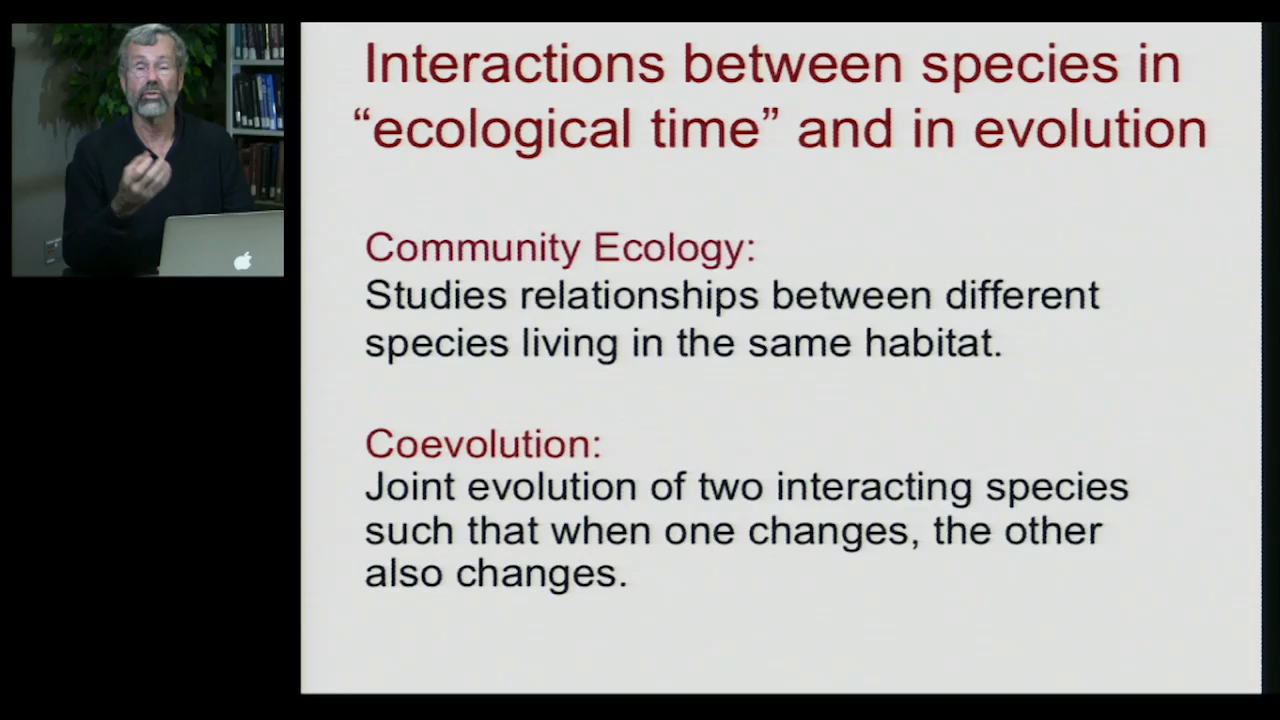 Interactions between species in
“ecological time” and in evolution
Community Ecology:
Studies relationships between different
species living in the same habitat.
Coevolution:
Joint evolution of two interacting species
such that when one changes, the other
also changes.